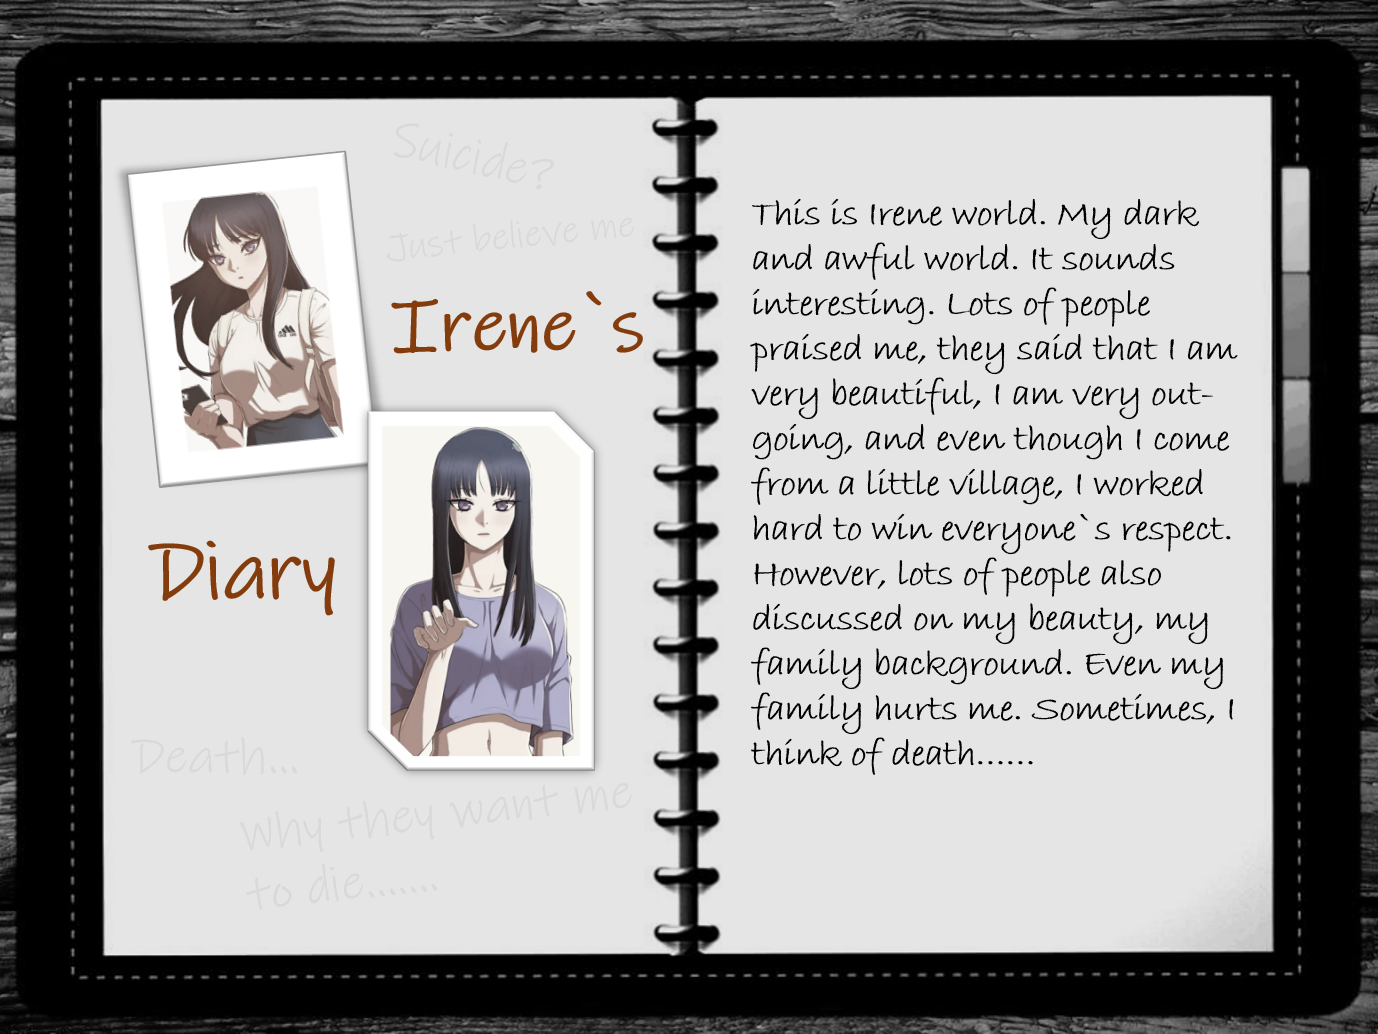 Suicide?
Just believe me
Irene`s
Diary
Death...
Why they want me
to die.......
This is Irene world. My dark
and awful world. It sounds
interesting. Lots of people
praised me, they said that I am
very beautiful, I am very out-
going, and even though I come
from a little village, I worked
hard to win everyone`s respect.
However, lots of people also
discussed on my beauty, my
family background. Even my
family hurts me. Sometimes, I
think of death......